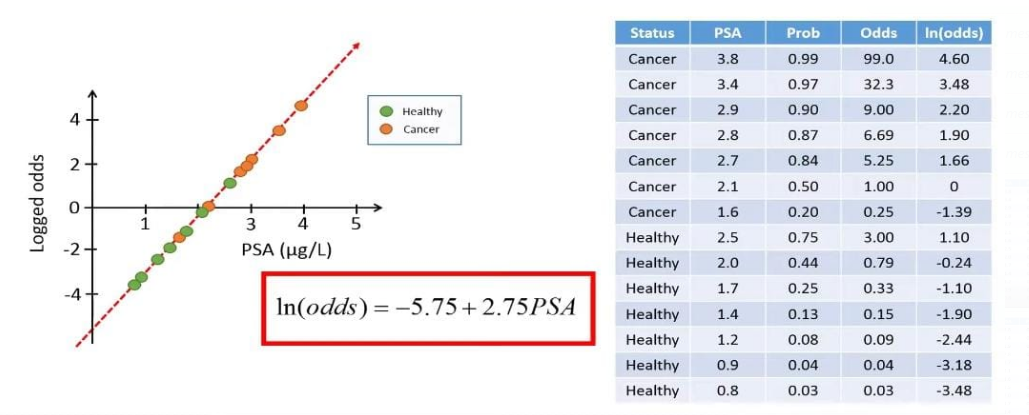 Logged odds
4
2
0
-2
-4
1
3
4
5
PSA (µg/L)
Healthy
Cancer
ln(odds) = −5.75 + 2.75PSA
Status PSA Prob Odds ln(odds)
Cancer 3.8 0.99 99.0 4.60
Cancer 3.4 0.97 32.3 3.48
Cancer 2.9 0.90 9.00 2.20
Cancer 2.8 0.87 6.69 1.90
Cancer 2.7 0.84 5.25 1.66
Cancer 2.1 0.50 1.00 0
Cancer 1.6 0.20 0.25 -1.39
Healthy 2.5 0.75 3.00 1.10
Healthy 2.0 0.44 0.79 -0.24
Healthy 1.7 0.25 0.33 -1.10
Healthy 1.4 0.13 0.15 -1.90
Healthy 1.2 0.08 0.09 -2.44
Healthy 0.9 0.04 0.04 -3.18
Healthy 0.8 0.03 0.03 -3.48